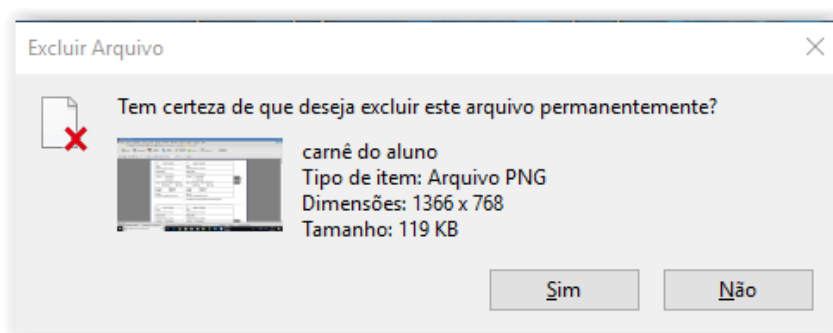 Excluir Arquivo
Tem certeza de que deseja excluir este arquivo permanentemente?
carnê do aluno
Tipo de item: Arquivo PNG
Dimensões: 1366 x 768
Tamanho: 119 KB
Sim
Não